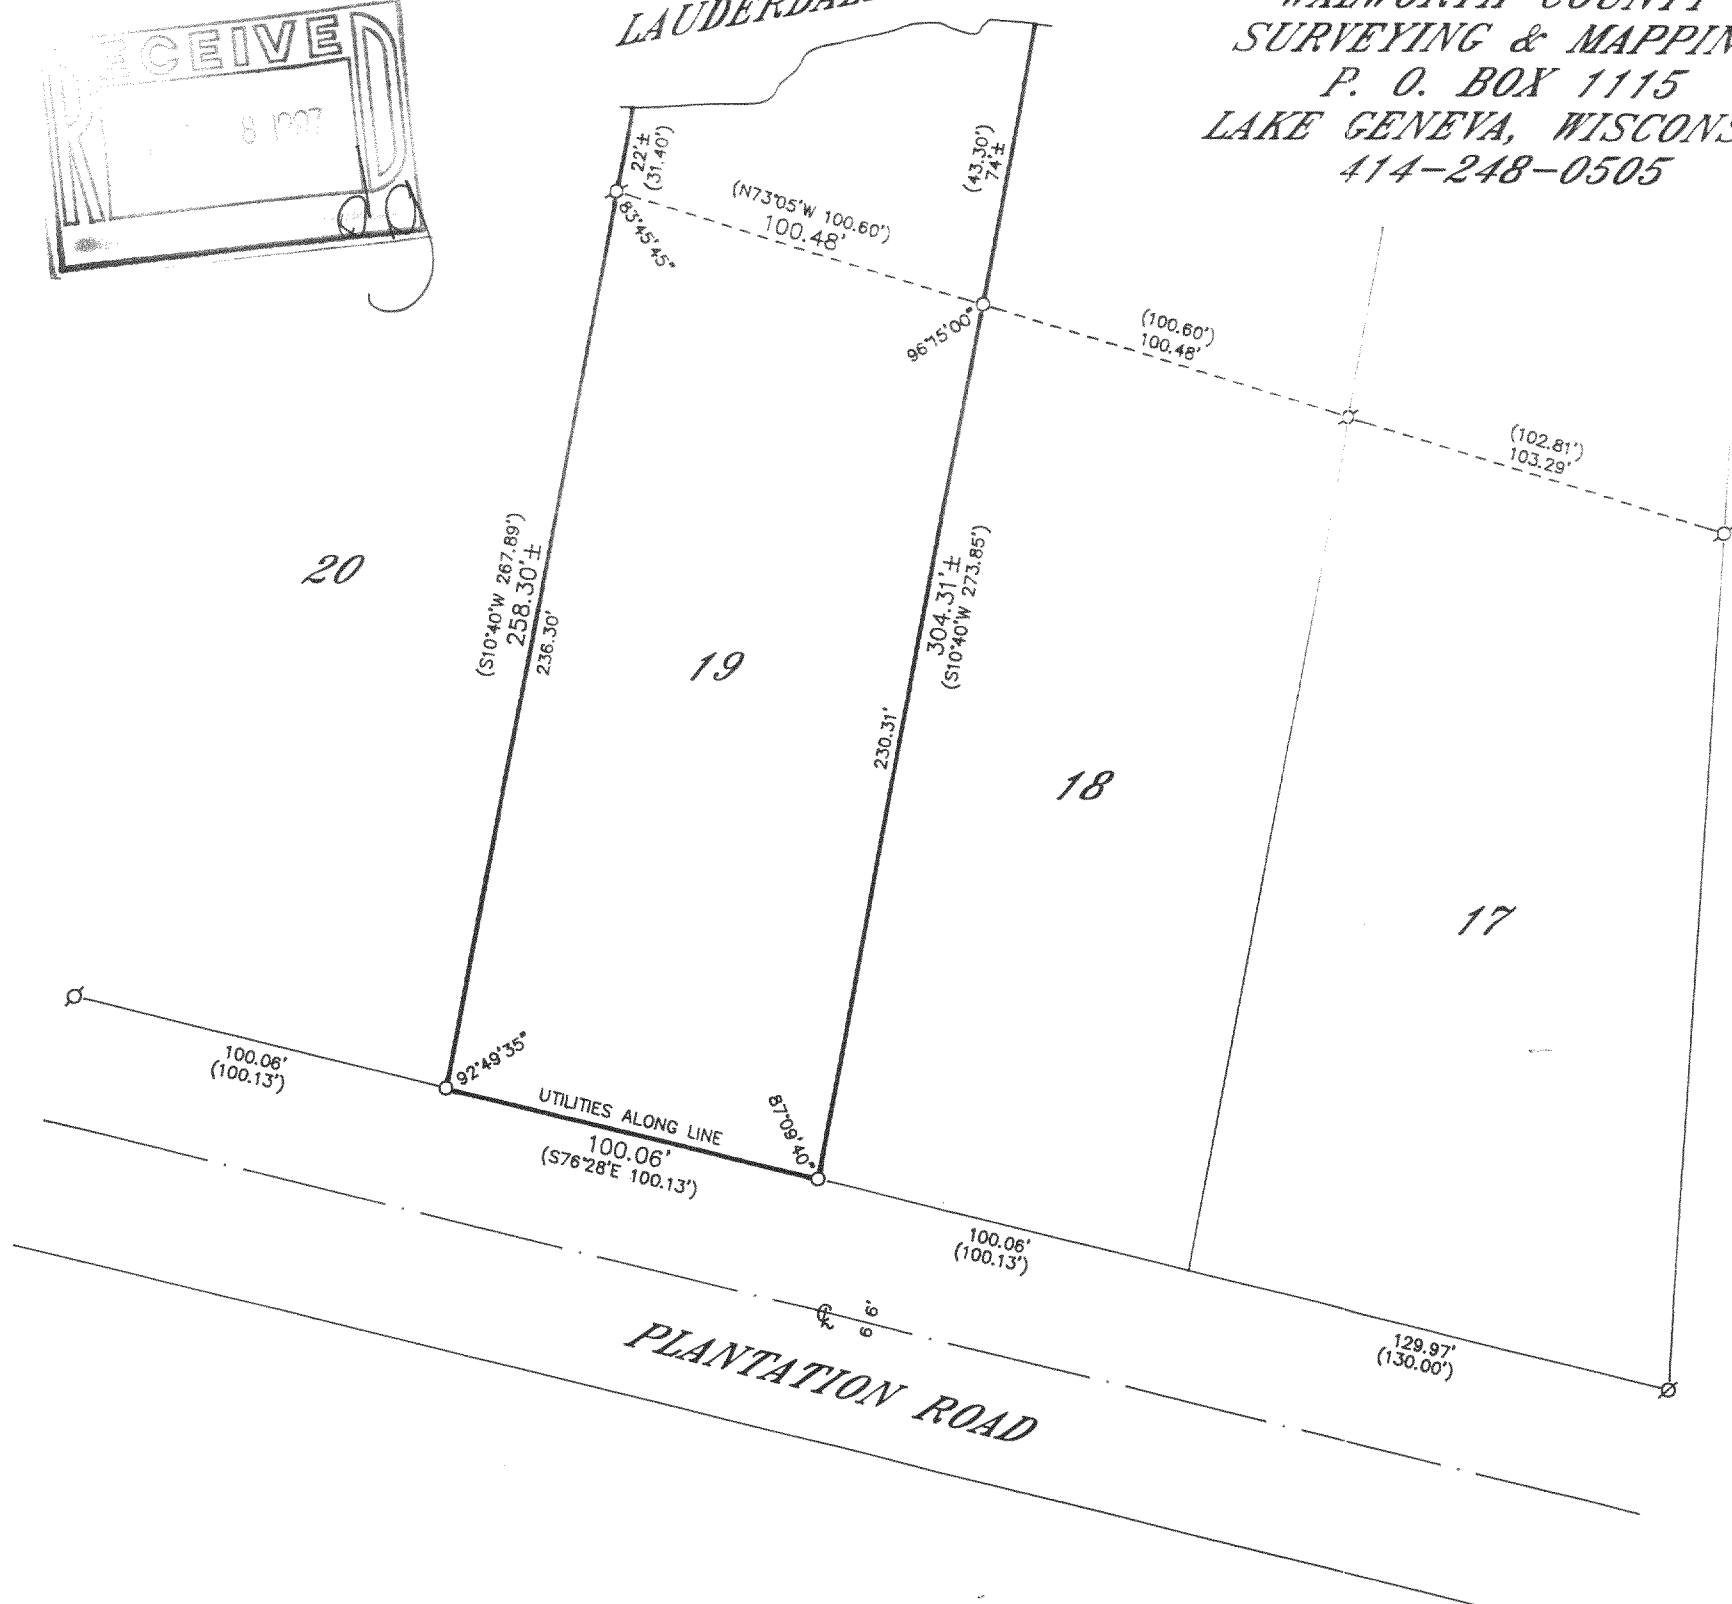 RECEIVED
8 1997
LAUDERDAL
WALWORTH COUNTY
SURVEYING & MAPPIN
P. O. BOX 1115
LAKE GENEVA, WISCONS
414-248-0505
22'±
(31.40')
(43.30')
74'±
(N73°05'W 100.60')
100.48'
83°45'45"
96°15'00"
(100.60')
100.48'
(102.81')
103.29'
(S10°40'W 267.89')
258.30'±
236.30'
304.31'±
(S10°40'W 273.85')
230.31'
20
19
18
17
92°49'35"
87°09'40"
UTILITIES ALONG LINE
100.06'
(S76°28'E 100.13')
100.06'
(100.13')
100.06'
(100.13')
129.97'
(130.00')
66'
PLANTATION ROAD